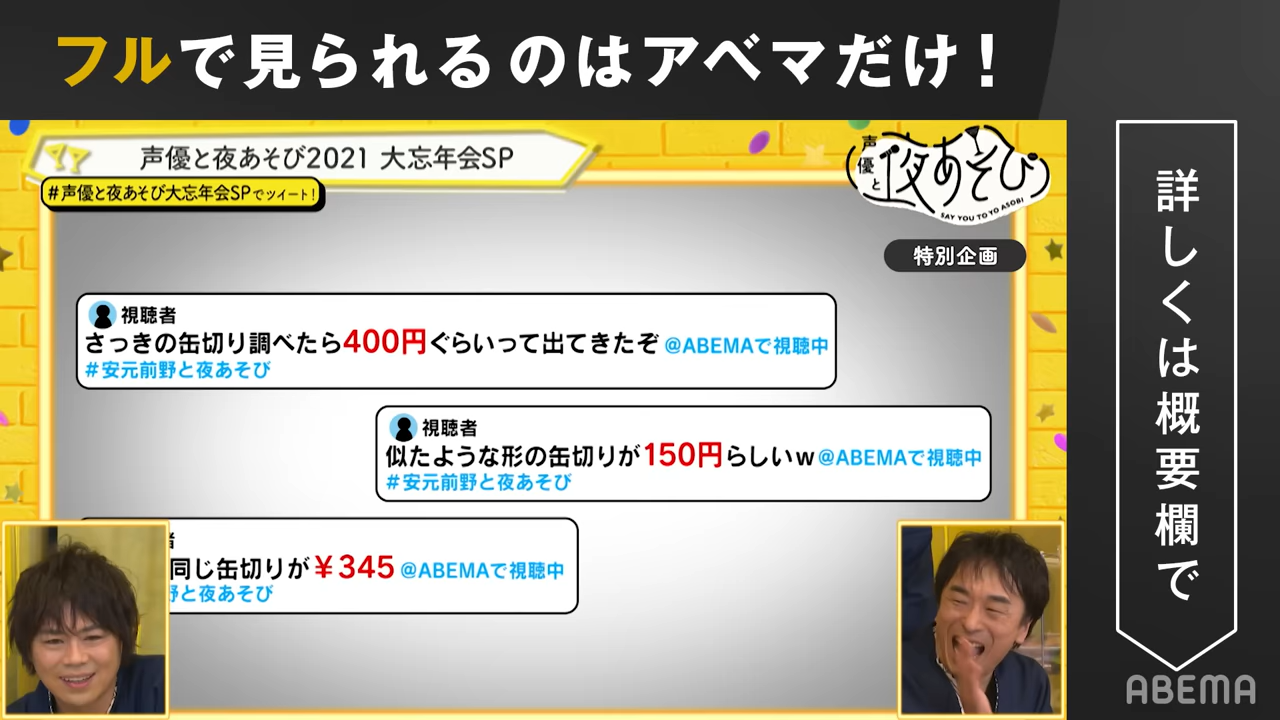 フルで見られるのはアベマだけ!
声優と夜あそび2021 大忘年会SP
#声優と夜あそび大忘年会SPでツイート!
声優と夜あそび
SAY YOU TO YO ASOBI
特別企画
視聴者
さっきの缶切り調べたら400円ぐらいって出てきたぞ @ABEMAで視聴中
#安元前野と夜あそび
視聴者
似たような形の缶切りが150円らしいw @ABEMAで視聴中
#安元前野と夜あそび
者
同じ缶切りが¥345 @ABEMAで視聴中
野と夜あそび
詳しくは概要欄で
ABEMA